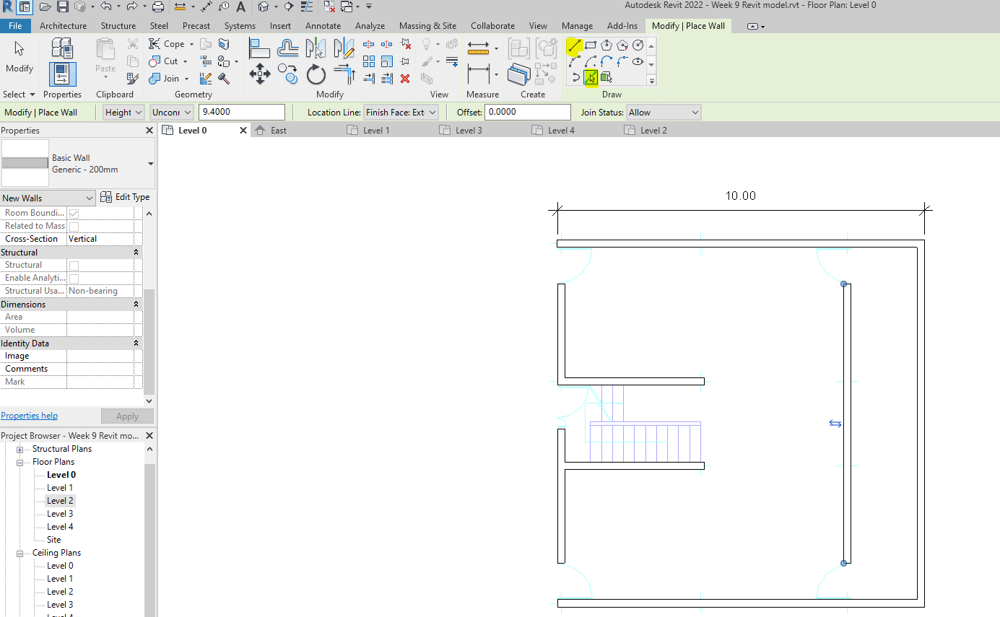 Autodesk Revit 2022 - Week 9 Revit model.rvt - Floor Plan: Level 0
File Architecture Structure Steel Precast Systems Insert Annotate Analyze Massing & Site Collaborate View Manage Add-Ins Modify | Place Wall
Modify Paste Cope Cut Join
Select Properties Clipboard Geometry Modify View Measure Create Draw
Modify | Place Wall Height Unconr 9.4000 Location Line: Finish Face: Ext Offset: 0.0000 Join Status: Allow
Properties
Level 0 East Level 1 Level 3 Level 4 Level 2
Basic Wall
Generic - 200mm
New Walls Edit Type
Room Boundi...
Related to Mass
Cross-Section Vertical
Structural
Structural
Enable Analyti...
Structural Usa... Non-bearing
Dimensions
Area
Volume
Identity Data
Image
Comments
Mark
Properties help Apply
Project Browser - Week 9 Revit mo...
Structural Plans
Floor Plans
Level 0
Level 1
Level 2
Level 3
Level 4
Site
Ceiling Plans
Level 0
Level 1
Level 2
Level 3
Level 4
10.00